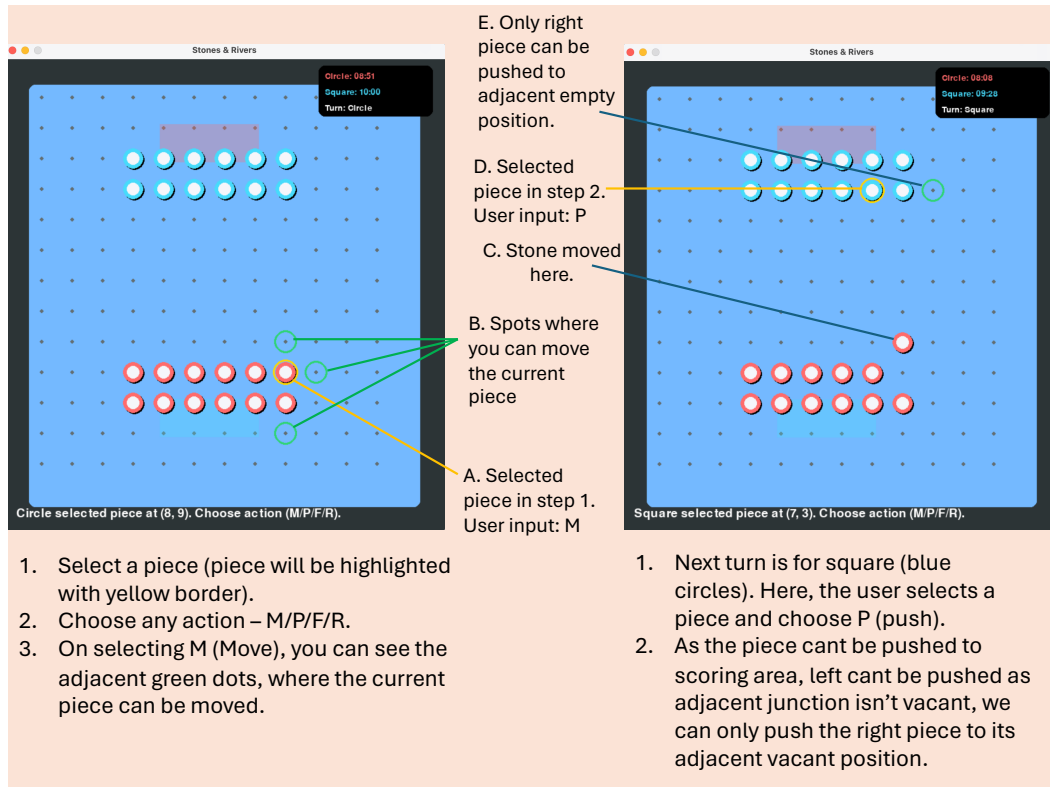 Stones & Rivers
Circle: 08:51
Square: 10:00
Turn: Circle
Circle selected piece at (8, 9). Choose action (M/P/F/R).
E. Only right
piece can be
pushed to
adjacent empty
position.
D. Selected
piece in step 2.
User input: P
C. Stone moved
here.
B. Spots where
you can move
the current
piece
A. Selected
piece in step 1.
User input: M
Stones & Rivers
Circle: 08:08
Square: 09:28
Turn: Square
Square selected piece at (7, 3). Choose action (M/P/F/R).
1. Select a piece (piece will be highlighted
with yellow border).
2. Choose any action – M/P/F/R.
3. On selecting M (Move), you can see the
adjacent green dots, where the current
piece can be moved.
1. Next turn is for square (blue
circles). Here, the user selects a
piece and choose P (push).
2. As the piece cant be pushed to
scoring area, left cant be pushed as
adjacent junction isn’t vacant, we
can only push the right piece to its
adjacent vacant position.